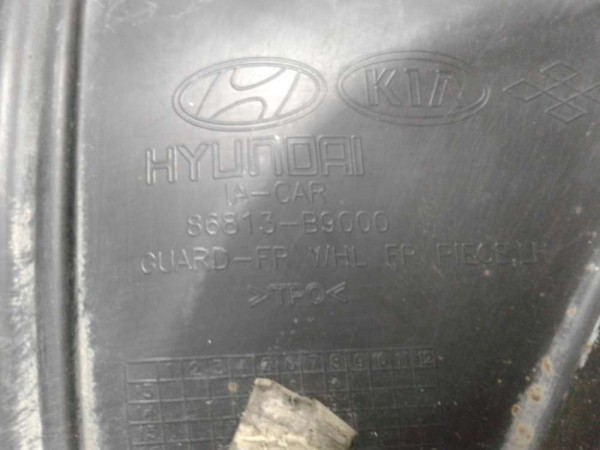 KIA
HYUNDAI
IA-CAR
86813-B9000
GUARD-FR WHL FR PIECE,LH
>TPO<
1 2 3 4 5 6 7 8 9 10 11 12